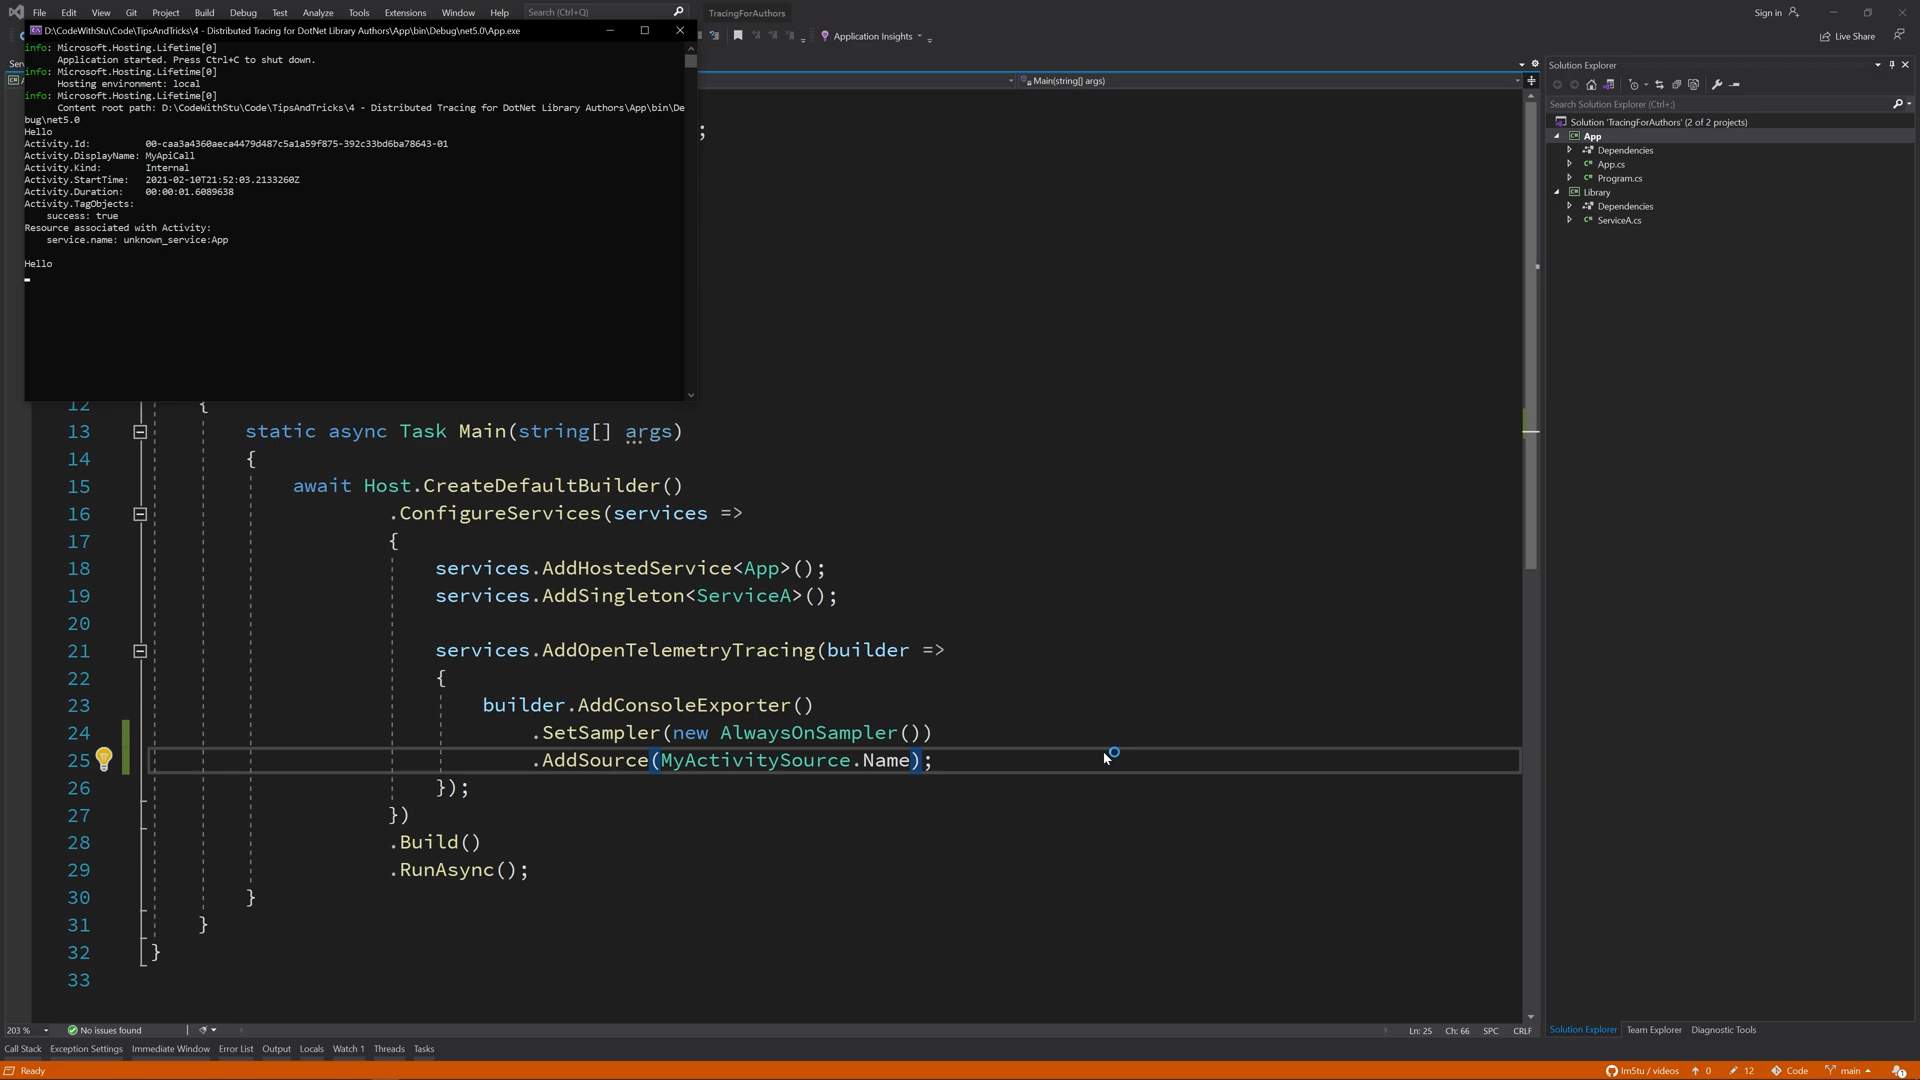 File Edit View Git Project Build Debug Test Analyze Tools Extensions Window Help Search (Ctrl+Q) TracingForAuthors Sign in
D:\CodeWithStu\Code\TipsAndTricks\4 - Distributed Tracing for DotNet Library Authors\App\bin\Debug\net5.0\App.exe
Application Insights
Live Share
info: Microsoft.Hosting.Lifetime[0]
Application started. Press Ctrl+C to shut down.
info: Microsoft.Hosting.Lifetime[0]
Hosting environment: local
info: Microsoft.Hosting.Lifetime[0]
Content root path: D:\CodeWithStu\Code\TipsAndTricks\4 - Distributed Tracing for DotNet Library Authors\App\bin\De
bug\net5.0
Hello
Activity.Id: 00-caa3a4360aeca4479d487c5a1a59f875-392c33bd6ba78643-01
Activity.DisplayName: MyApiCall
Activity.Kind: Internal
Activity.StartTime: 2021-02-10T21:52:03.2133260Z
Activity.Duration: 00:00:01.6089638
Activity.TagObjects:
success: true
Resource associated with Activity:
service.name: unknown_service:App
Hello
Main(string[] args)
;
12 {
13 static async Task Main(string[] args)
14 {
15 await Host.CreateDefaultBuilder()
16 .ConfigureServices(services =>
17 {
18 services.AddHostedService<App>();
19 services.AddSingleton<ServiceA>();
20
21 services.AddOpenTelemetryTracing(builder =>
22 {
23 builder.AddConsoleExporter()
24 .SetSampler(new AlwaysOnSampler())
25 .AddSource(MyActivitySource.Name);
26 });
27 })
28 .Build()
29 .RunAsync();
30 }
31 }
32 }
33
Solution Explorer
Search Solution Explorer (Ctrl+;)
Solution 'TracingForAuthors' (2 of 2 projects)
App
Dependencies
App.cs
Program.cs
Library
Dependencies
ServiceA.cs
203 % No issues found Ln: 25 Ch: 66 SPC CRLF
Solution Explorer Team Explorer Diagnostic Tools
Call Stack Exception Settings Immediate Window Error List Output Locals Watch 1 Threads Tasks
Ready
lm5tu / videos 0 12 Code main